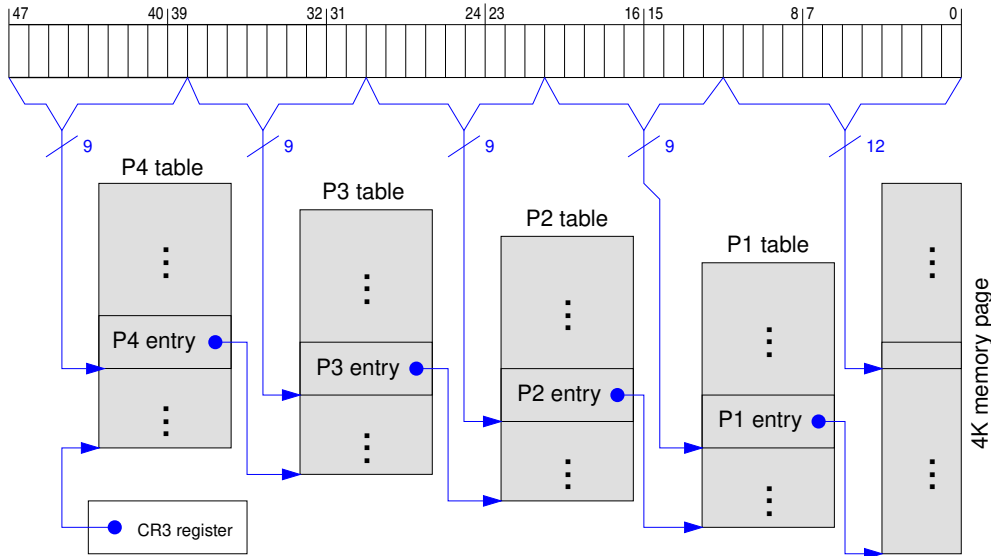 47 40 39 32 31 24 23 16 15 8 7 0
9 9 9 9 12
P4 table
P3 table
P2 table
P1 table
P4 entry
P3 entry
P2 entry
P1 entry
4K memory page
CR3 register